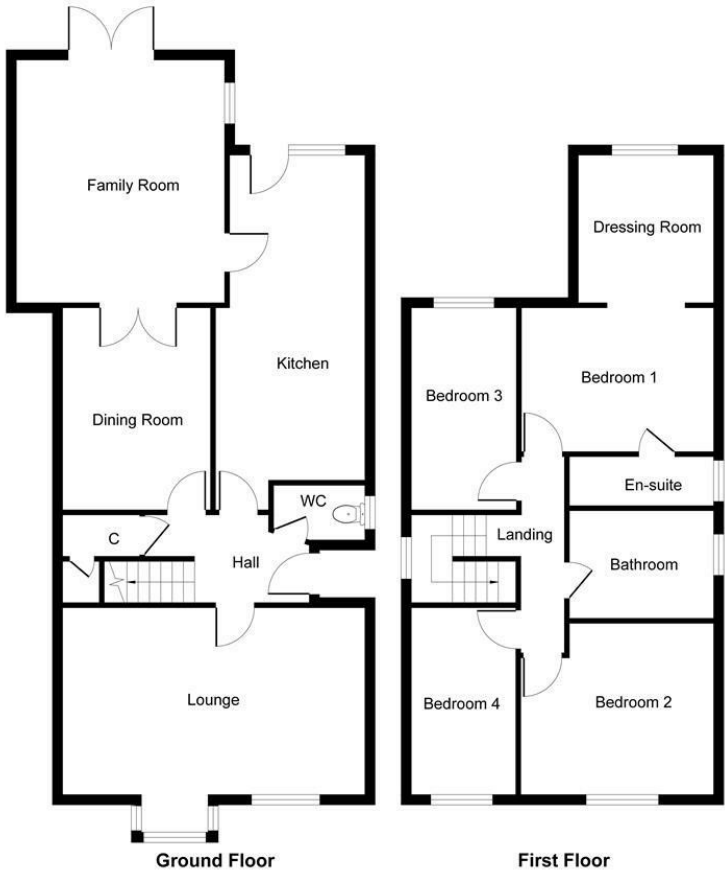 Family Room
Kitchen
Dining Room
WC
C
Hall
Lounge
Ground Floor
Dressing Room
Bedroom 1
Bedroom 3
En-suite
Landing
Bathroom
Bedroom 4
Bedroom 2
First Floor